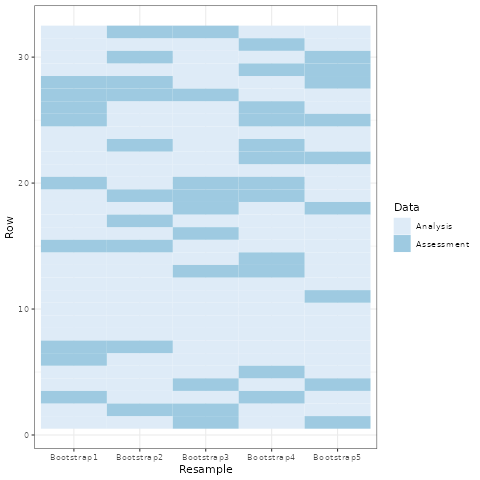 30
20
10
0
Row
Bootstrap1 Bootstrap2 Bootstrap3 Bootstrap4 Bootstrap5
Resample
Data
Analysis
Assessment